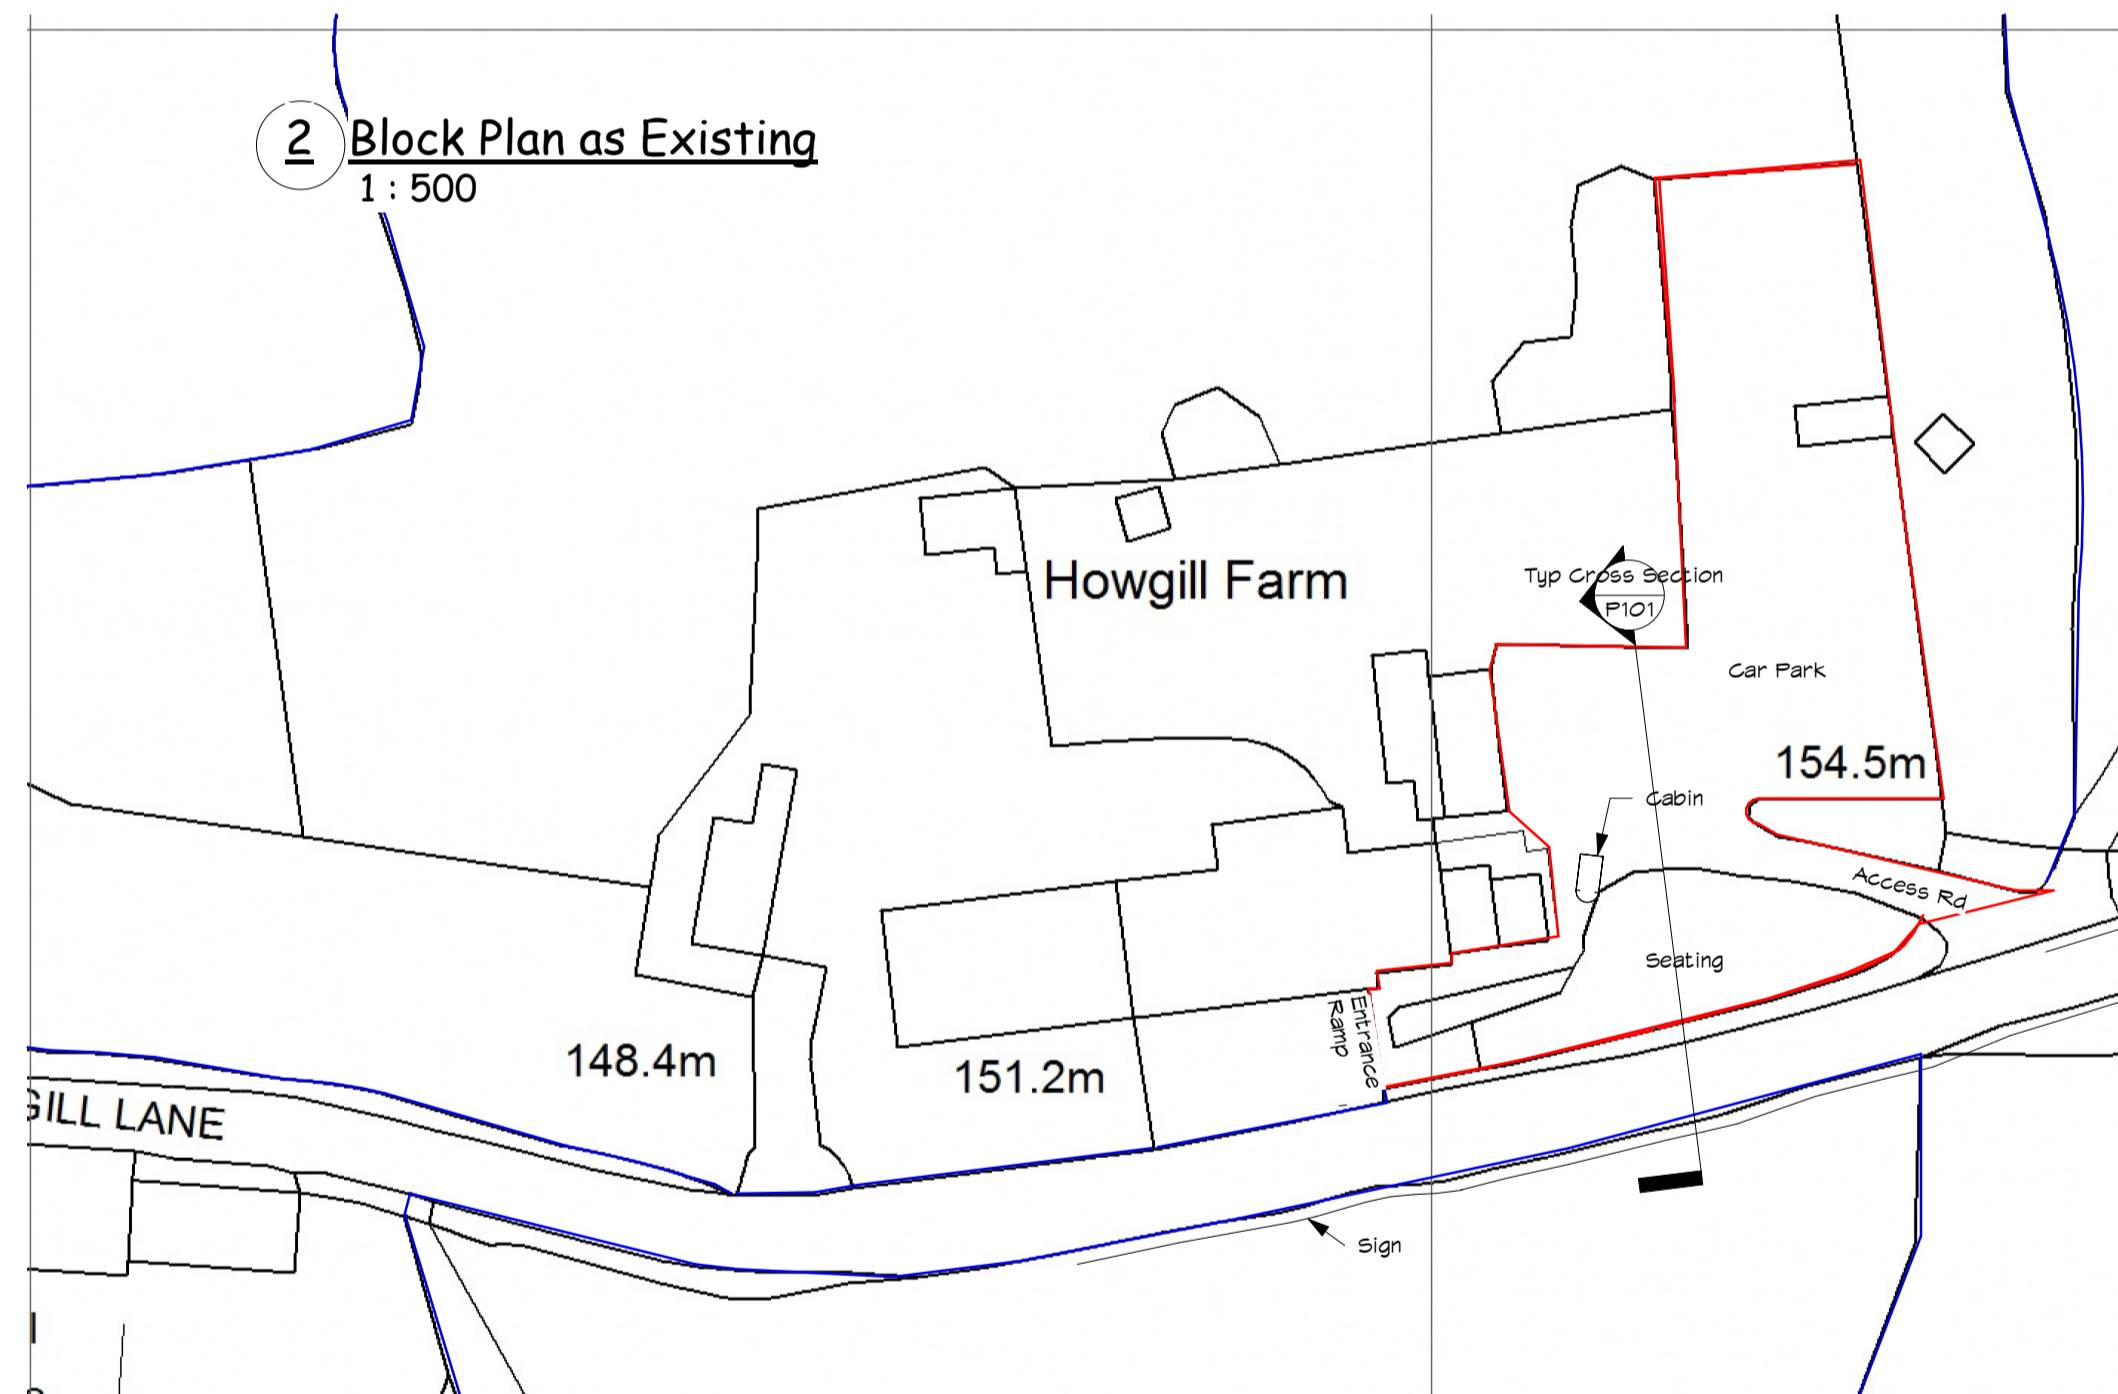 2 Block Plan as Existing
1 : 500
Howgill Farm
Typ Cross Section
P101
Car Park
154.5m
Cabin
Access Rd
Seating
Entrance
Ramp
148.4m
151.2m
GILL LANE
Sign